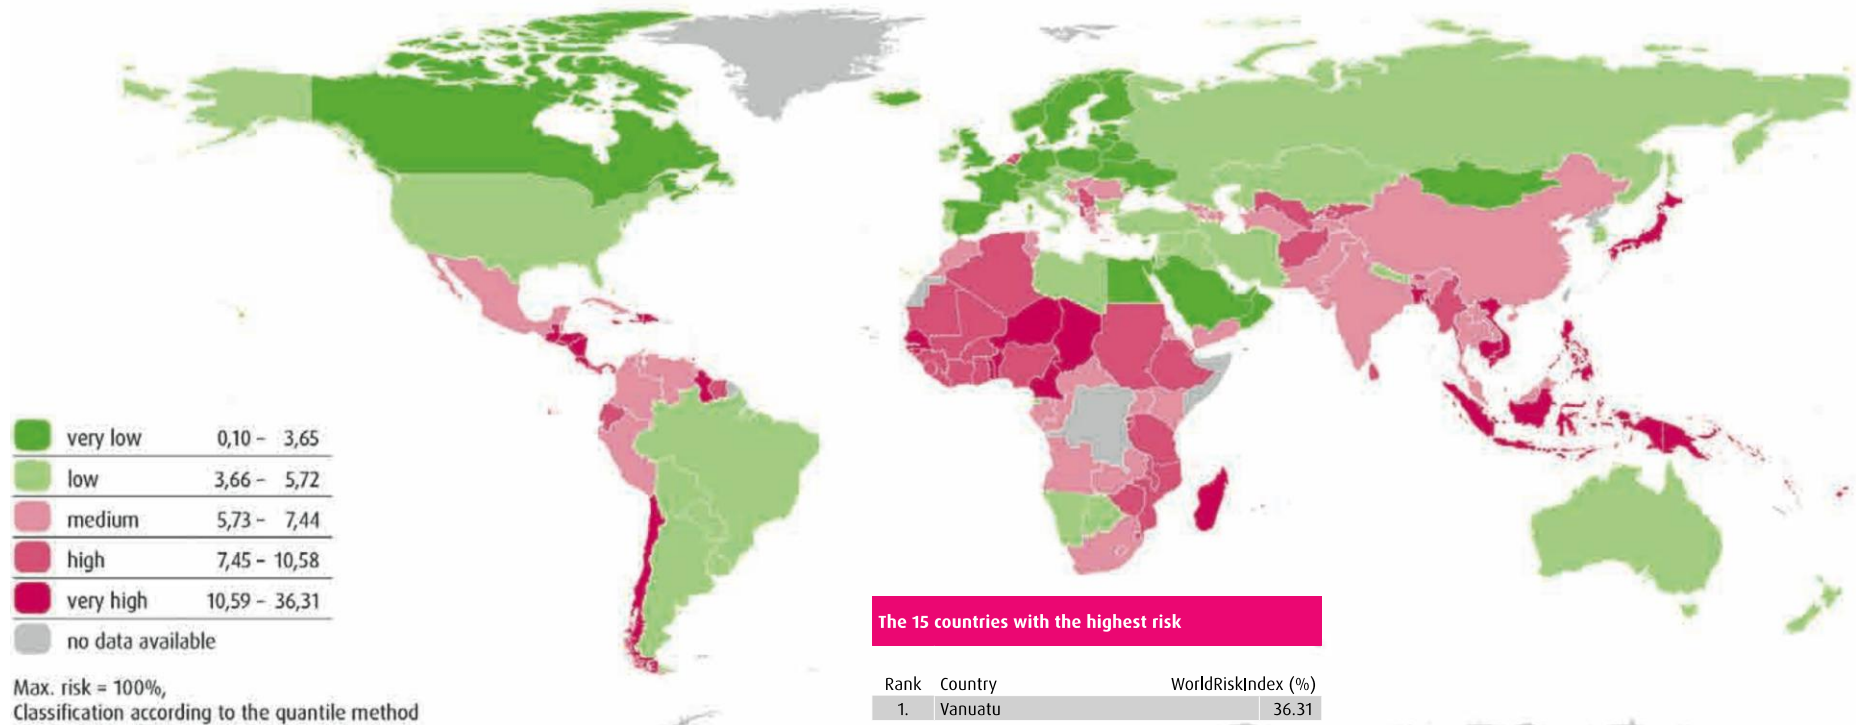 very low 0,10 – 3,65
low 3,66 – 5,72
medium 5,73 – 7,44
high 7,45 – 10,58
very high 10,59 – 36,31
no data available
Max. risk = 100%,
Classification according to the quantile method
The 15 countries with the highest risk
Rank Country WorldRiskIndex (%)
1. Vanuatu 36.31